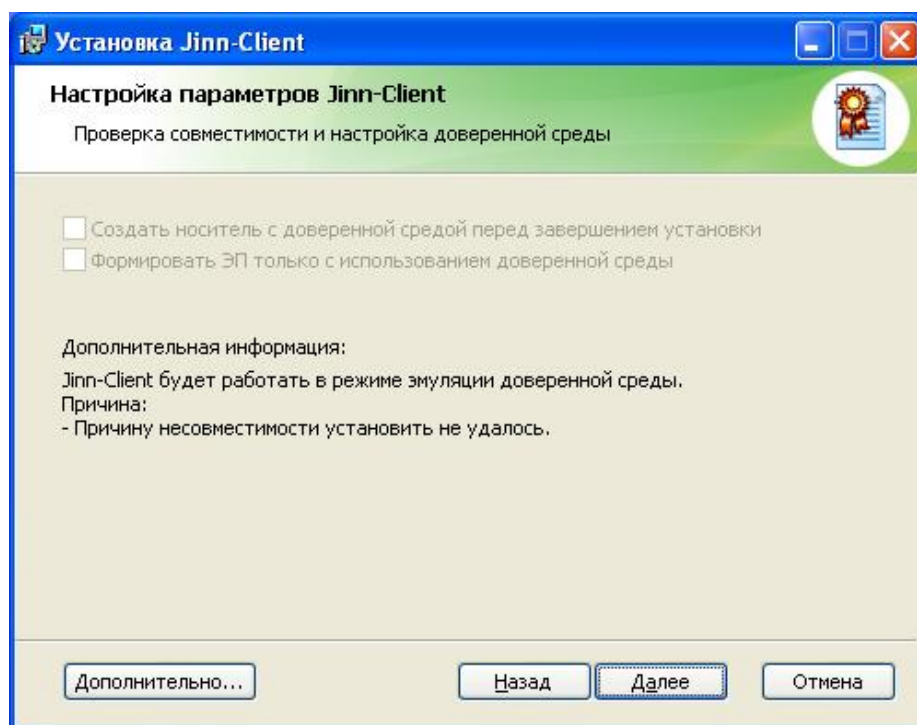 Установка Jinn-Client
Настройка параметров Jinn-Client
Проверка совместимости и настройка доверенной среды
Создать носитель с доверенной средой перед завершением установки
Формировать ЭП только с использованием доверенной среды
Дополнительная информация:
Jinn-Client будет работать в режиме эмуляции доверенной среды.
Причина:
- Причину несовместимости установить не удалось.
Дополнительно... Назад Далее Отмена